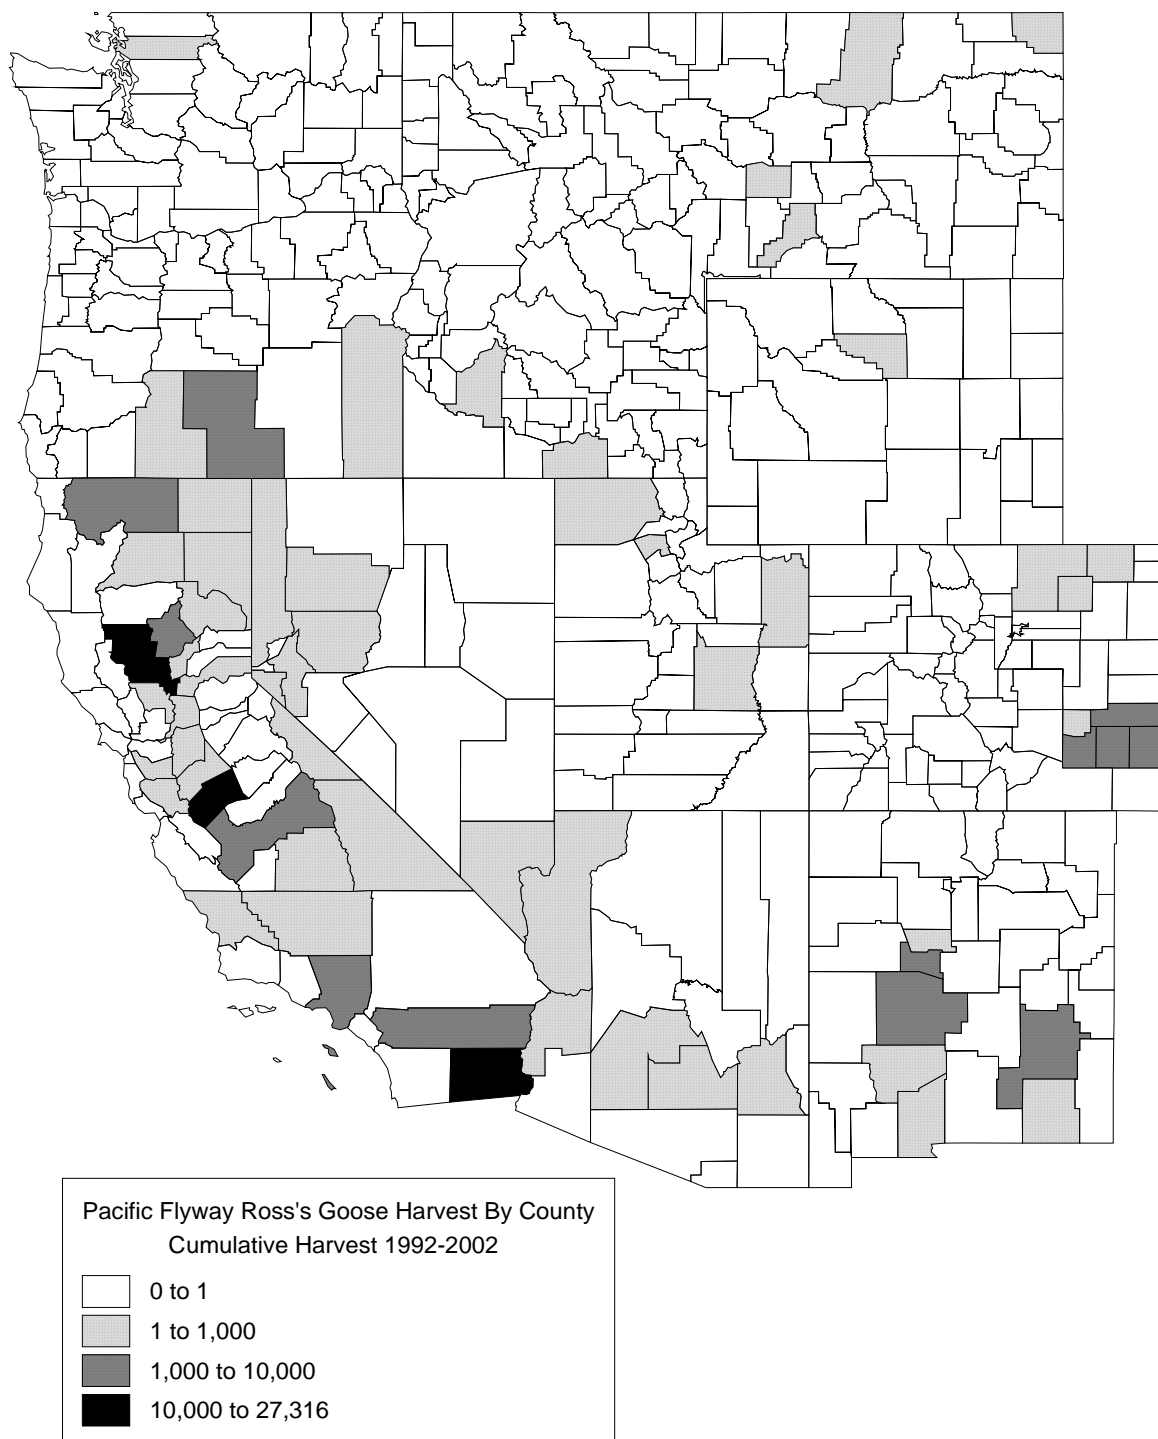 Pacific Flyway Ross's Goose Harvest By County
Cumulative Harvest 1992-2002
0 to 1
1 to 1,000
1,000 to 10,000
10,000 to 27,316